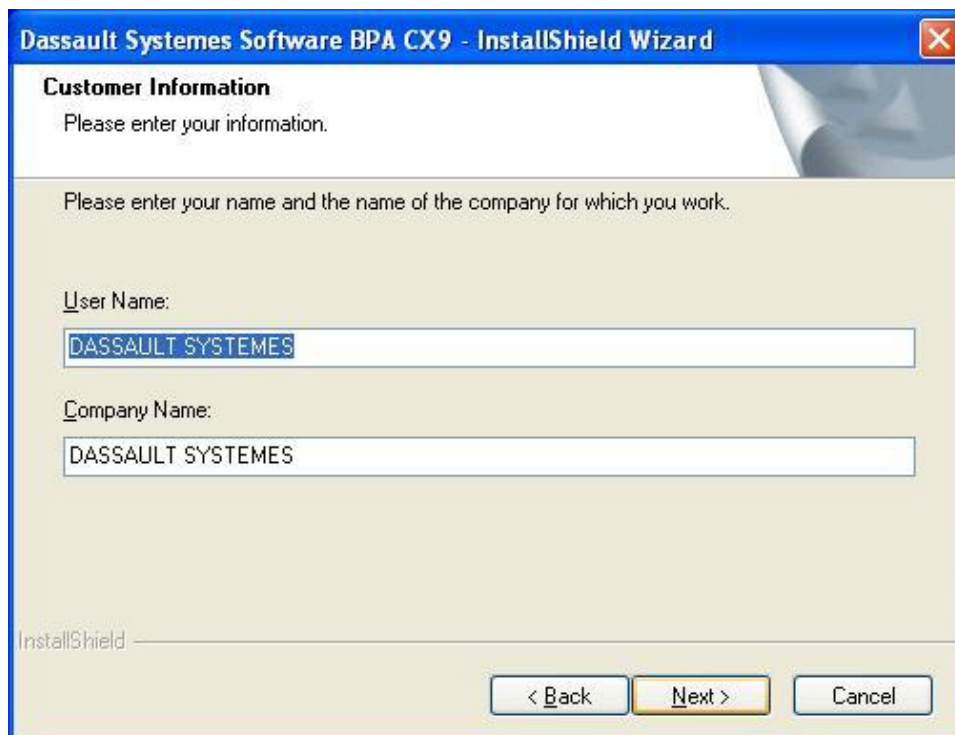 Dassault Systemes Software BPA CX9 - InstallShield Wizard
Customer Information
Please enter your information.
Please enter your name and the name of the company for which you work.
User Name:
DASSAULT SYSTEMES
Company Name:
DASSAULT SYSTEMES
InstallShield
< Back Next > Cancel